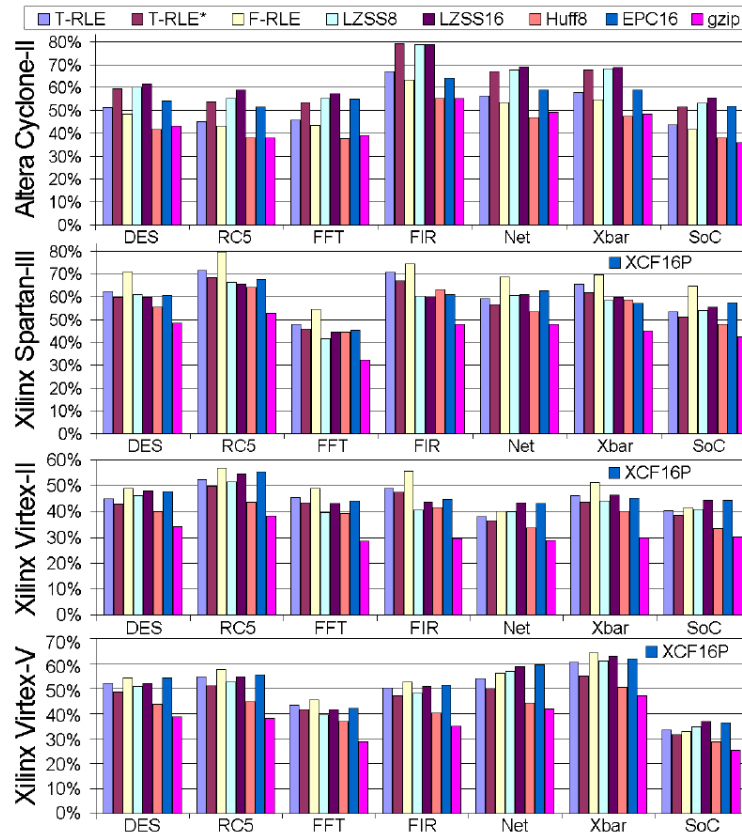 T-RLE T-RLE* F-RLE LZSS8 LZSS16 Huff8 EPC16 gzip
Altera Cyclone-II
80%
70%
60%
50%
40%
30%
20%
10%
0%
DES RC5 FFT FIR Net Xbar SoC
Xilinx Spartan-III
80%
70%
60%
50%
40%
30%
20%
10%
0%
XCF16P
DES RC5 FFT FIR Net Xbar SoC
Xilinx Virtex-II
60%
50%
40%
30%
20%
10%
0%
XCF16P
DES RC5 FFT FIR Net Xbar SoC
Xilinx Virtex-V
70%
60%
50%
40%
30%
20%
10%
0%
XCF16P
DES RC5 FFT FIR Net Xbar SoC